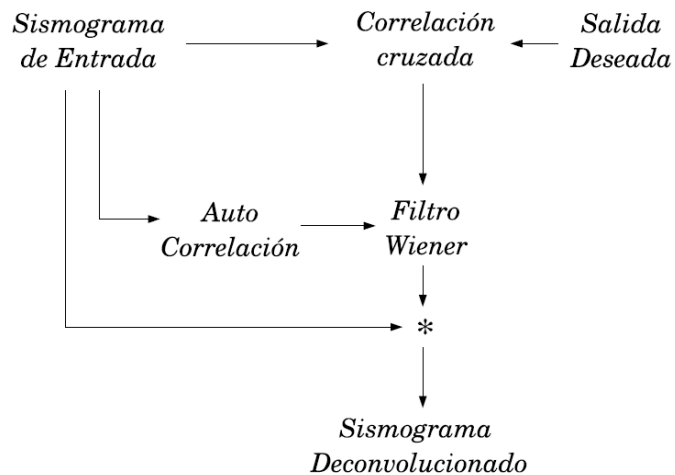 Sismograma
de Entrada
Correlación
cruzada
Salida
Deseada
Auto
Correlación
Filtro
Wiener
*
Sismograma
Deconvolucionado